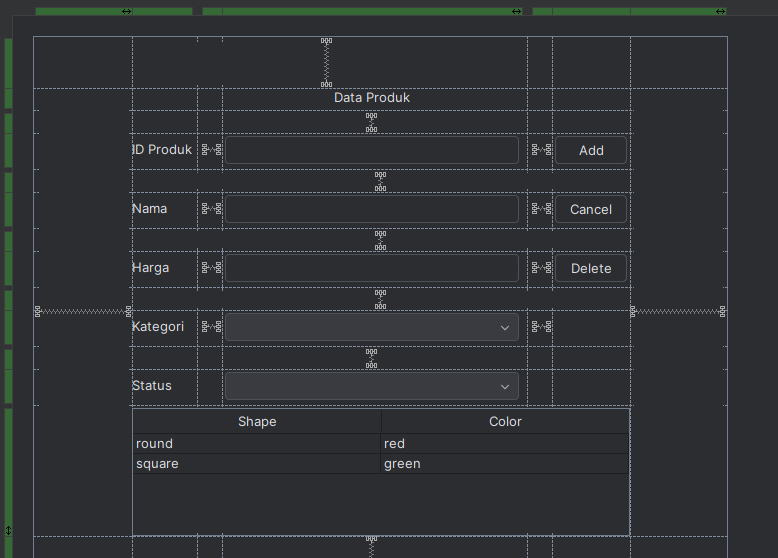 Data Produk
ID Produk Add
Nama Cancel
Harga Delete
Kategori
Status
Shape Color
round red
square green